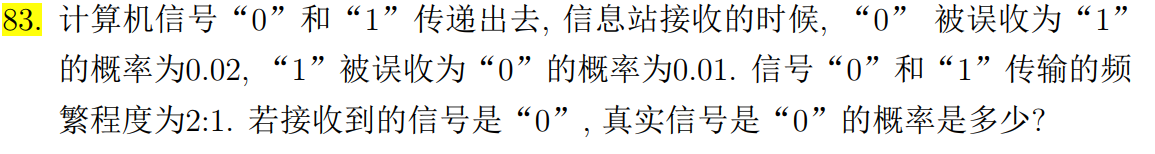 83. 计算机信号“0”和“1”传递出去, 信息站接收的时候, “0” 被误收为“1”
的概率为0.02, “1”被误收为“0”的概率为0.01. 信号“0”和“1”传输的频
繁程度为2:1. 若接收到的信号是“0”, 真实信号是“0”的概率是多少?